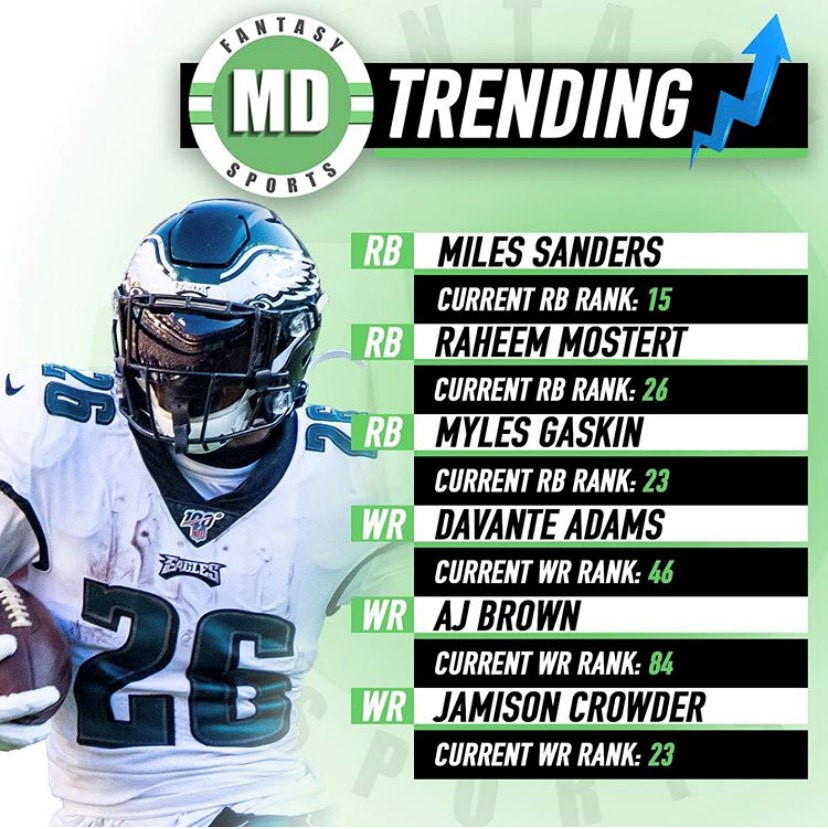 FANTASY
MD
SPORTS
TRENDING
RB MILES SANDERS
CURRENT RB RANK: 15
RB RAHEEM MOSTERT
CURRENT RB RANK: 26
RB MYLES GASKIN
CURRENT RB RANK: 23
WR DAVANTE ADAMS
CURRENT WR RANK: 46
WR AJ BROWN
CURRENT WR RANK: 84
WR JAMISON CROWDER
CURRENT WR RANK: 23
26
26
100
NFL
EAGLES
26